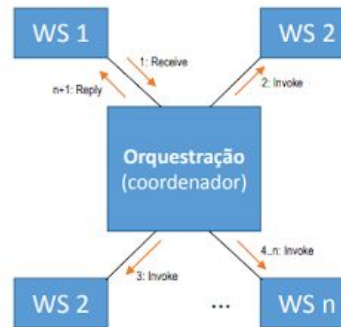 WS 1
WS 2
1: Receive
n+1: Reply
2: Invoke
Orquestração
(coordenador)
3: Invoke
4..n: Invoke
WS 2
...
WS n